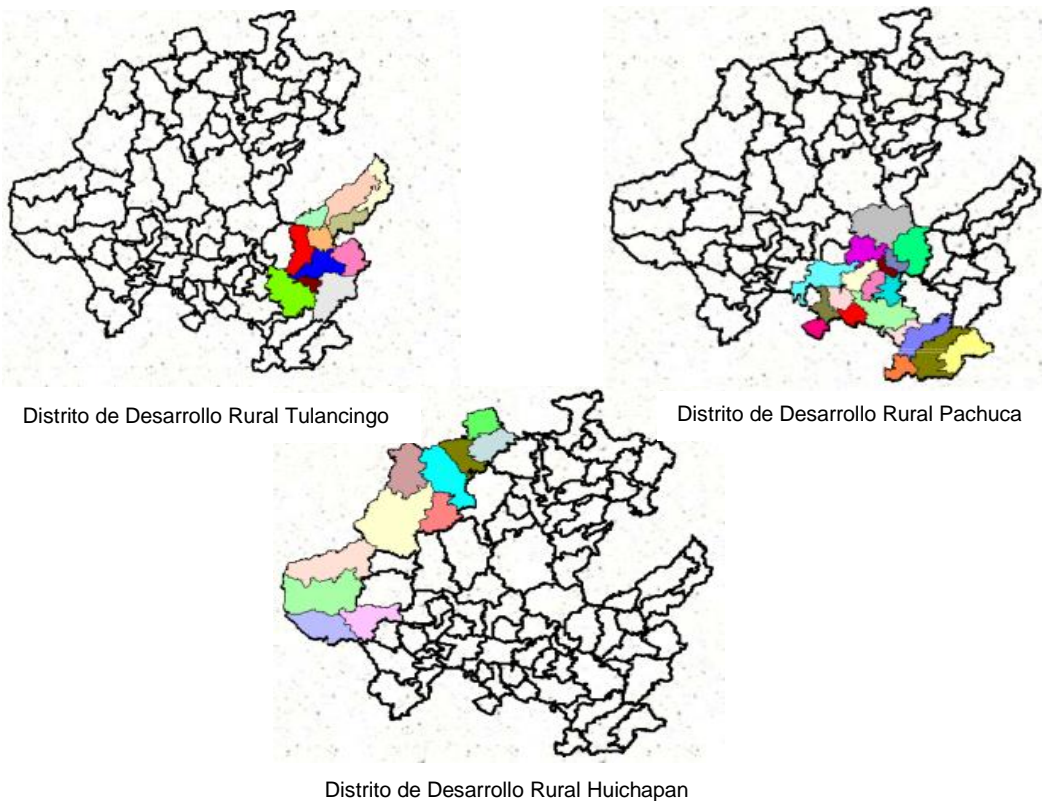 Distrito de Desarrollo Rural Tulancingo
Distrito de Desarrollo Rural Pachuca
Distrito de Desarrollo Rural Huichapan